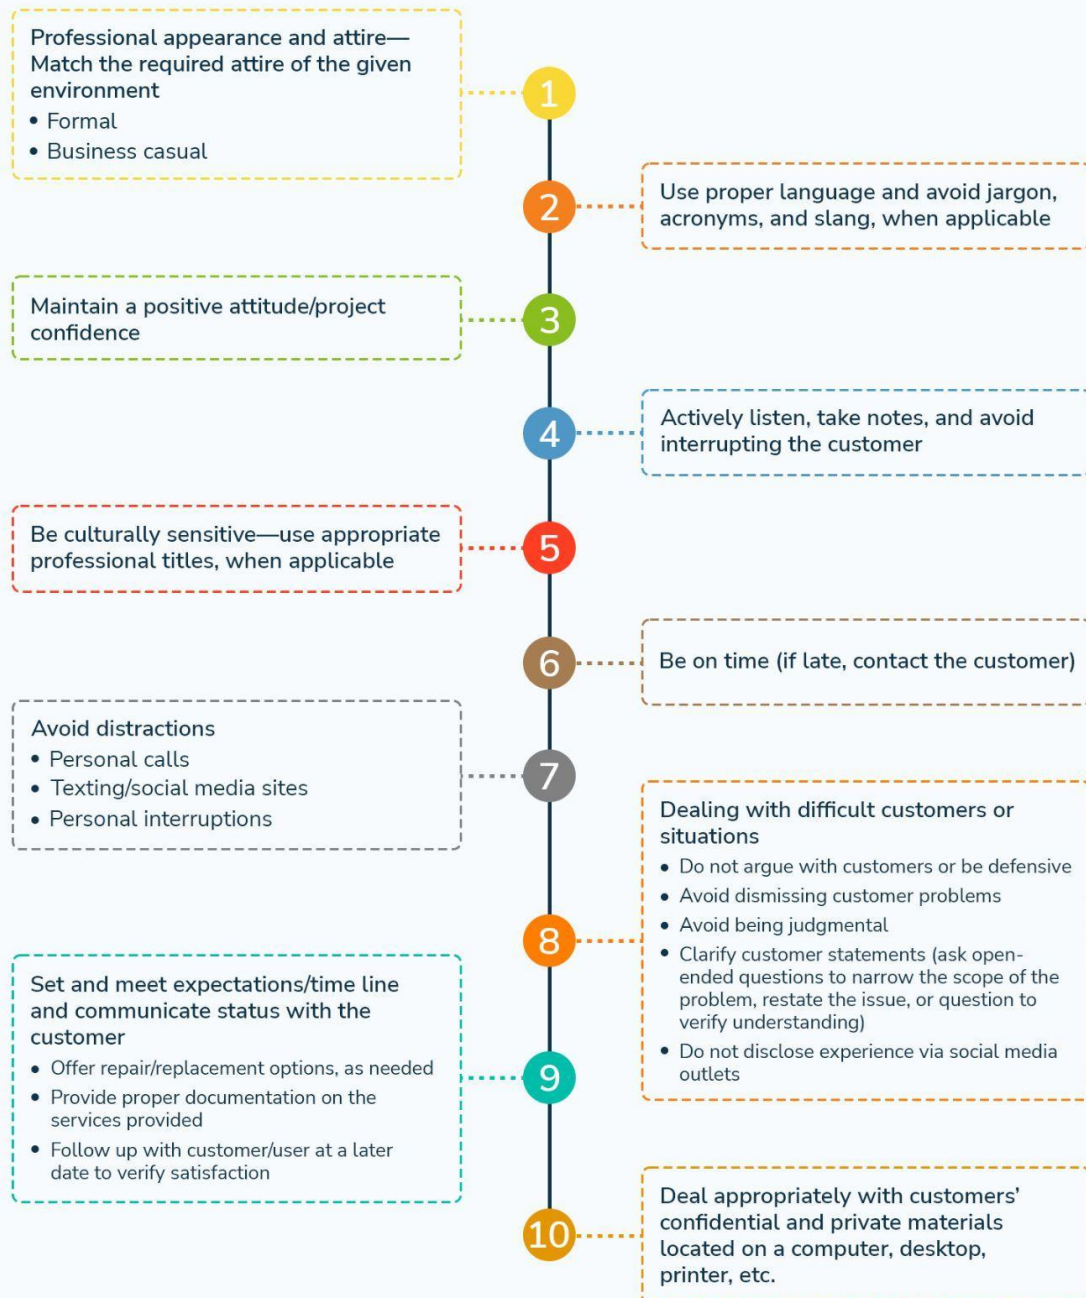 Professional appearance and attire—
Match the required attire of the given
environment
• Formal
• Business casual
1
2
Use proper language and avoid jargon,
acronyms, and slang, when applicable
Maintain a positive attitude/project
confidence
3
4
Actively listen, take notes, and avoid
interrupting the customer
Be culturally sensitive—use appropriate
professional titles, when applicable
5
6
Be on time (if late, contact the customer)
Avoid distractions
• Personal calls
• Texting/social media sites
• Personal interruptions
7
8
Dealing with difficult customers or
situations
• Do not argue with customers or be defensive
• Avoid dismissing customer problems
• Avoid being judgmental
• Clarify customer statements (ask open-
ended questions to narrow the scope of the
problem, restate the issue, or question to
verify understanding)
• Do not disclose experience via social media
outlets
Set and meet expectations/time line
and communicate status with the
customer
• Offer repair/replacement options, as needed
• Provide proper documentation on the
services provided
• Follow up with customer/user at a later
date to verify satisfaction
9
10
Deal appropriately with customers’
confidential and private materials
located on a computer, desktop,
printer, etc.